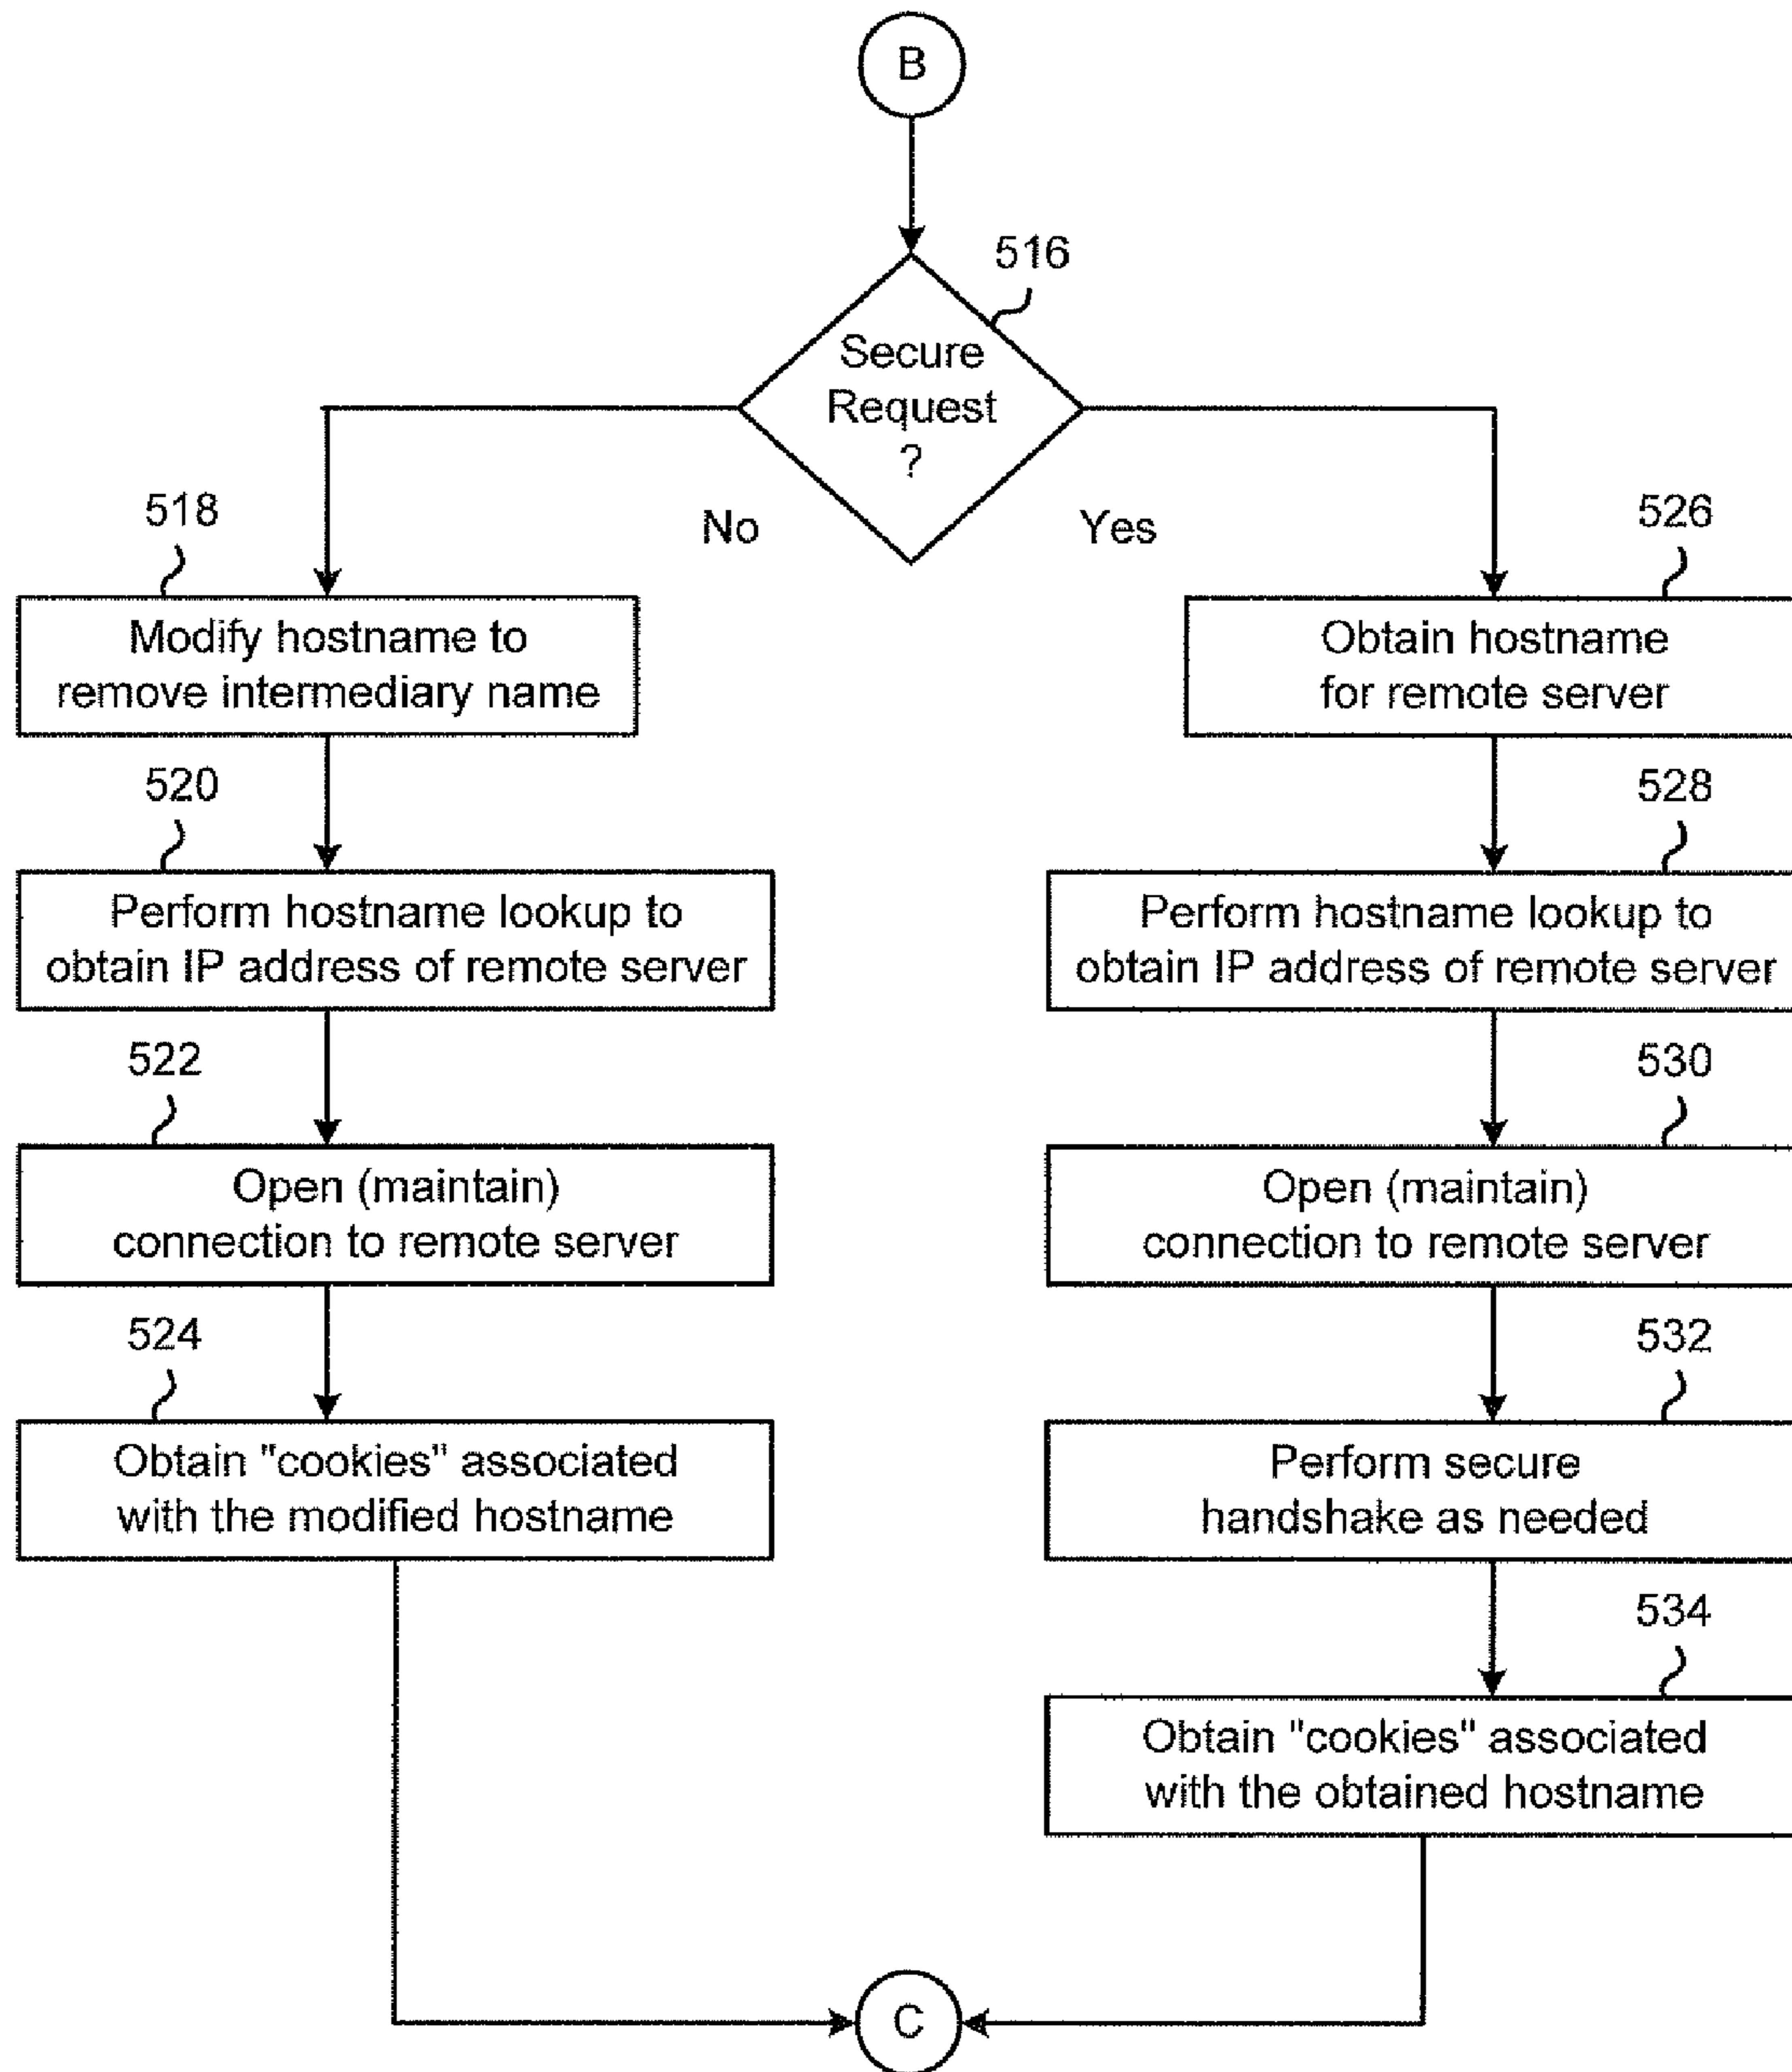 B
516
Secure
Request
?
No
Yes
518
Modify hostname to
remove intermediary name
520
Perform hostname lookup to
obtain IP address of remote server
522
Open (maintain)
connection to remote server
524
Obtain "cookies" associated
with the modified hostname
526
Obtain hostname
for remote server
528
Perform hostname lookup to
obtain IP address of remote server
530
Open (maintain)
connection to remote server
532
Perform secure
handshake as needed
534
Obtain "cookies" associated
with the obtained hostname
C